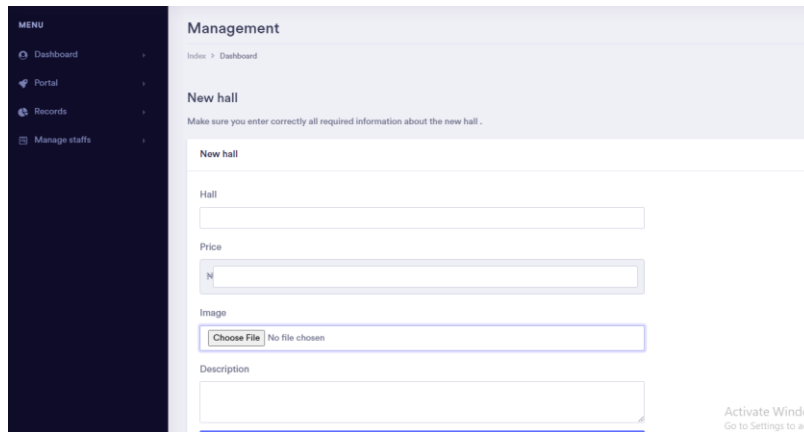 MENU
Dashboard
Portal
Records
Manage staffs
Management
Index > Dashboard
New hall
Make sure you enter correctly all required information about the new hall .
New hall
Hall
Price
₦
Image
Choose File No file chosen
Description
Activate Wind
Go to Settings to a